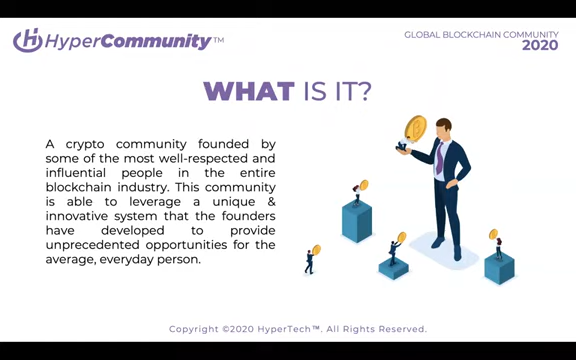 HyperCommunity™
GLOBAL BLOCKCHAIN COMMUNITY
2020
WHAT IS IT?
A crypto community founded by
some of the most well-respected and
influential people in the entire
blockchain industry. This community
is able to leverage a unique &
innovative system that the founders
have developed to provide
unprecedented opportunities for the
average, everyday person.
Copyright ©2020 HyperTech™. All Rights Reserved.